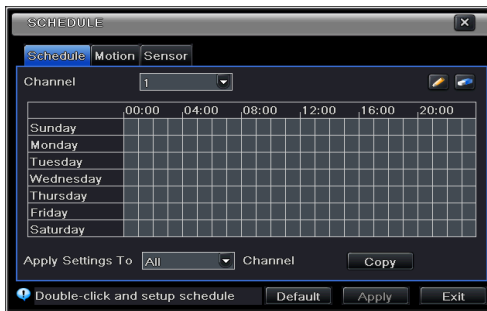 SCHEDULE
Schedule Motion Sensor
Channel 1
00:00 04:00 08:00 12:00 16:00 20:00
Sunday
Monday
Tuesday
Wednesday
Thursday
Friday
Saturday
Apply Settings To All Channel Copy
Double-click and setup schedule Default Apply Exit